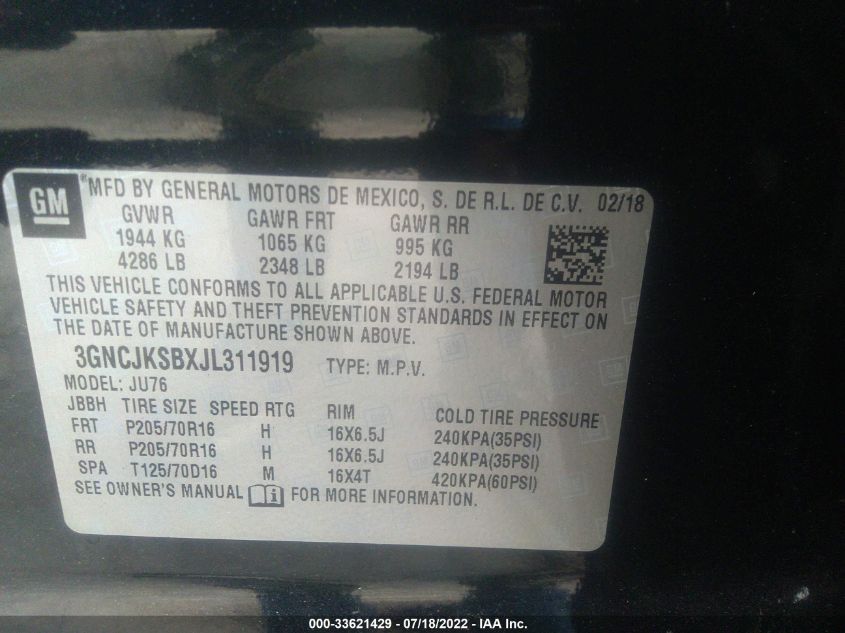 GM
MFD BY GENERAL MOTORS DE MEXICO, S. DE R.L. DE C.V. 02/18
GVWR GAWR FRT GAWR RR
1944 KG 1065 KG 995 KG
4286 LB 2348 LB 2194 LB
THIS VEHICLE CONFORMS TO ALL APPLICABLE U.S. FEDERAL MOTOR
VEHICLE SAFETY AND THEFT PREVENTION STANDARDS IN EFFECT ON
THE DATE OF MANUFACTURE SHOWN ABOVE.
3GNCJKSBXJL311919 TYPE: M.P.V.
MODEL: JU76
JBBH TIRE SIZE SPEED RTG RIM COLD TIRE PRESSURE
FRT P205/70R16 H 16X6.5J 240KPA(35PSI)
RR P205/70R16 H 16X6.5J 240KPA(35PSI)
SPA T125/70D16 M 16X4T 420KPA(60PSI)
SEE OWNER'S MANUAL FOR MORE INFORMATION.
000-33621429 - 07/18/2022 - IAA Inc.